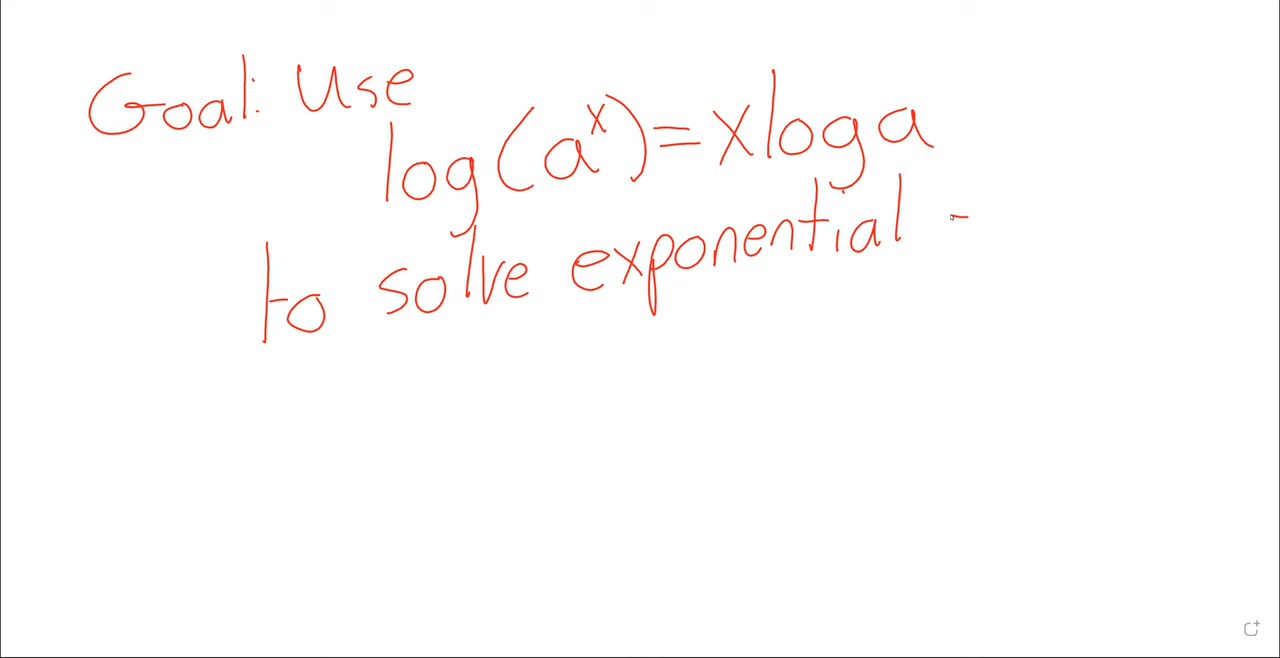 Goal: Use
log(a^x) = x log a
to solve exponential -